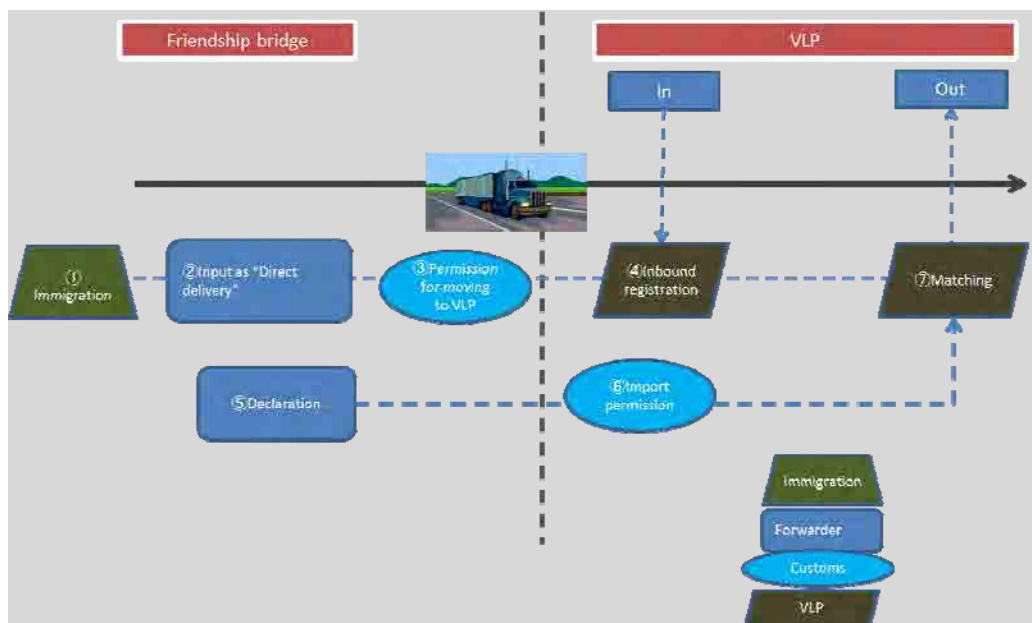 Friendship bridge
VLP
In
Out
①
Immigration
②Input as "Direct
delivery"
③Permission
for moving
to VLP
④Inbound
registration
⑦Matching
⑤Declaration
⑥Import
permission
Immigration
Forwarder
Customs
VLP